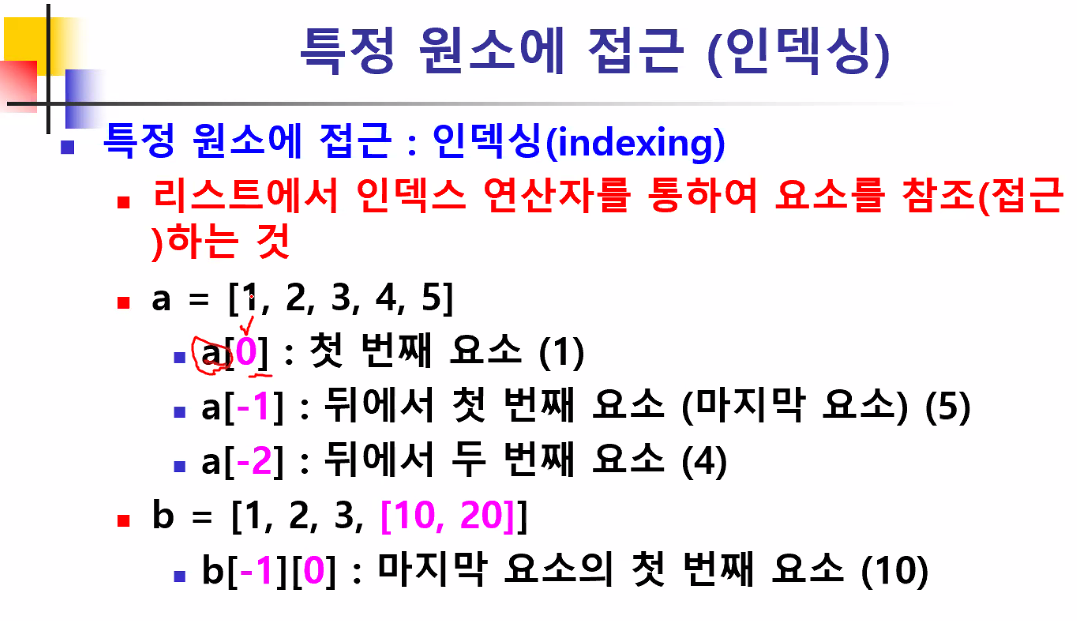 특정 원소에 접근 (인덱싱)
특정 원소에 접근 : 인덱싱(indexing)
리스트에서 인덱스 연산자를 통하여 요소를 참조(접근
)하는 것
a = [1, 2, 3, 4, 5]
a[0] : 첫 번째 요소 (1)
a[-1] : 뒤에서 첫 번째 요소 (마지막 요소) (5)
a[-2] : 뒤에서 두 번째 요소 (4)
b = [1, 2, 3, [10, 20]]
b[-1][0] : 마지막 요소의 첫 번째 요소 (10)